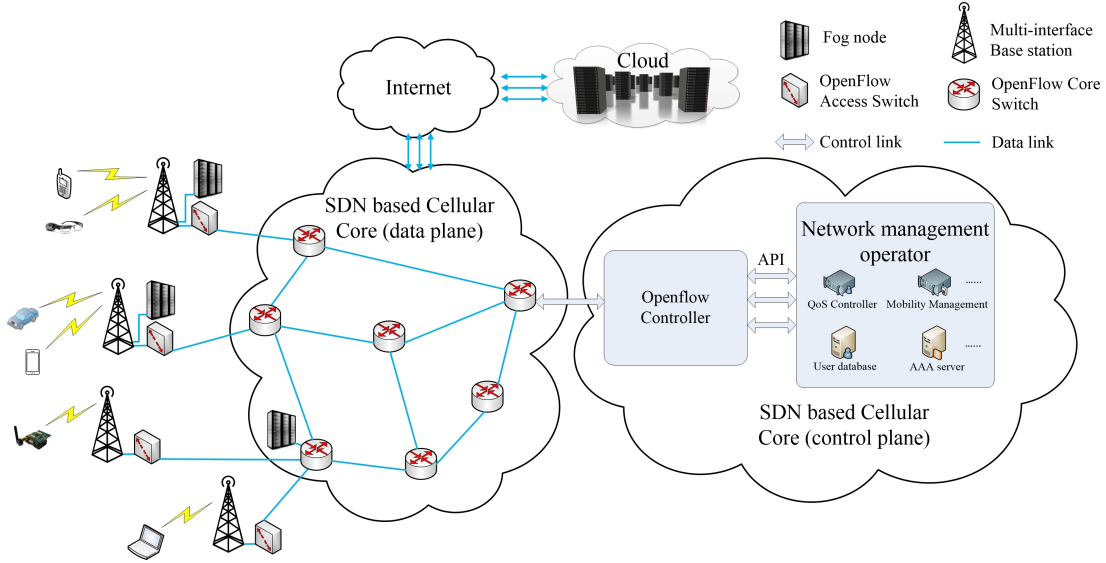 Fog node
Multi-interface
Base station
OpenFlow
Access Switch
OpenFlow Core
Switch
Control link
Data link
Cloud
Internet
SDN based Cellular
Core (data plane)
Network management
operator
API
Openflow
Controller
QoS Controller
Mobility Management
......
User database
AAA server
......
SDN based Cellular
Core (control plane)